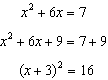 x² + 6x = 7
x² + 6x + 9 = 7 + 9
(x + 3)² = 16